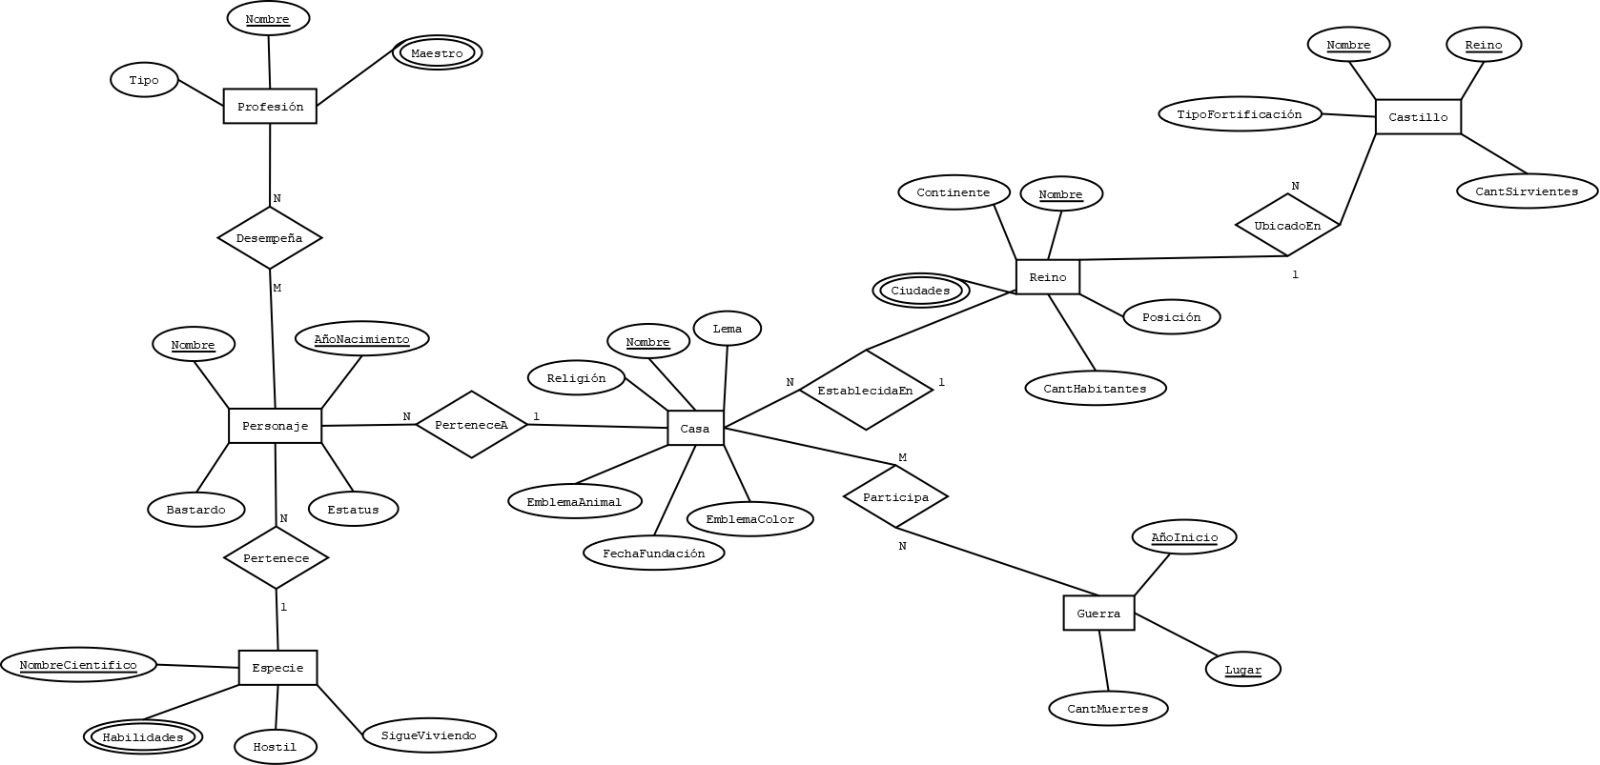 Nombre
Maestro
Tipo
Profesión
N
Desempeña
M
Nombre
AñoNacimiento
Personaje
Bastardo
Estatus
N
PerteneceA
1
N
Pertenece
1
NombreCientifico
Especie
Habilidades
Hostil
SigueViviendo
Religión
Nombre
Lema
Casa
EmblemaAnimal
EmblemaColor
FechaFundación
N
EstablecidaEn
1
M
Participa
N
Continente
Nombre
Ciudades
Reino
Posición
CantHabitantes
N
UbicadoEn
1
Nombre
Reino
TipoFortificación
Castillo
CantSirvientes
AñoInicio
Guerra
Lugar
CantMuertes